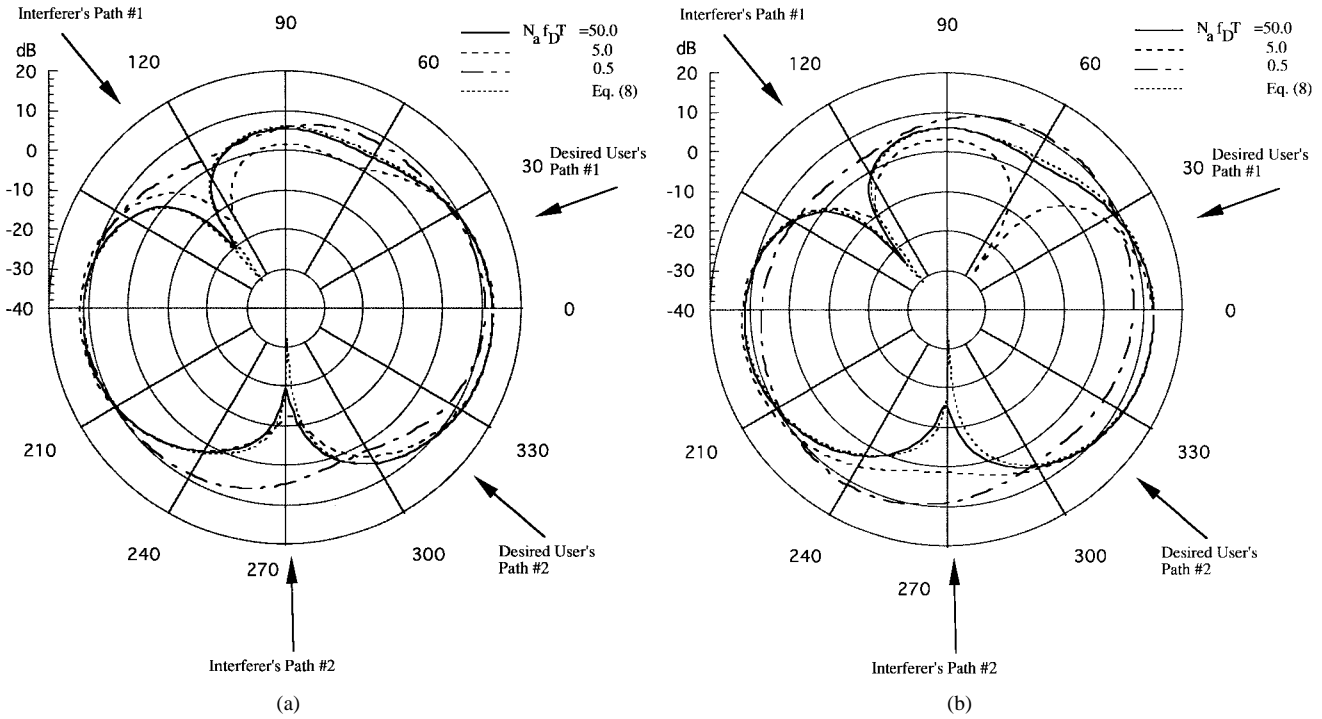 Interferer's Path #1
90
N_a f_D T =50.0
5.0
0.5
Eq. (8)
dB
120
60
20
10
0
-10
-20
-30
-40
30
Desired User's
Path #1
0
210
330
240
300
270
Desired User's
Path #2
Interferer's Path #2
(a)
Interferer's Path #1
90
N_a f_D T =50.0
5.0
0.5
Eq. (8)
dB
120
60
20
10
0
-10
-20
-30
-40
30
Desired User's
Path #1
0
210
330
240
300
270
Desired User's
Path #2
Interferer's Path #2
(b)